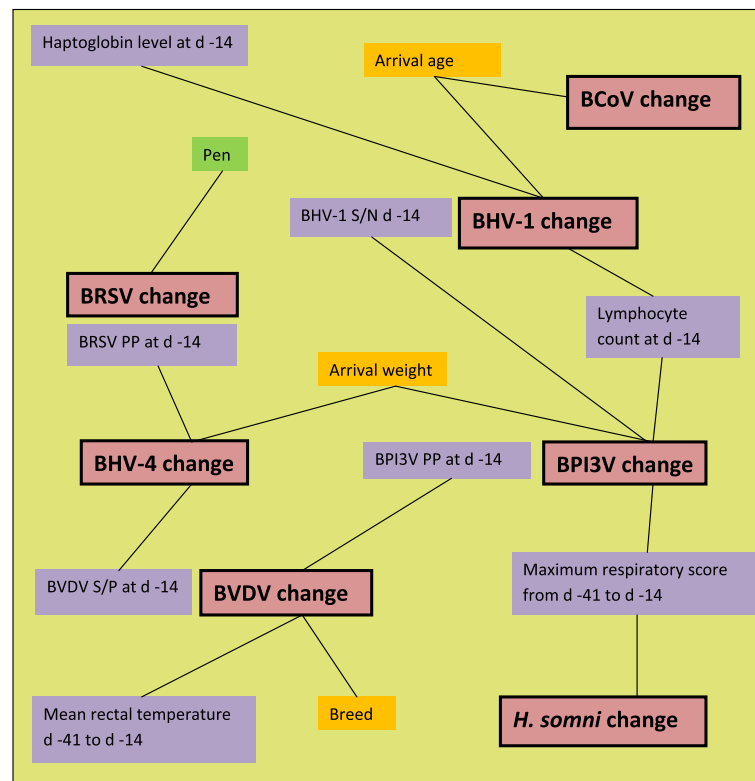 Haptoglobin level at d -14
Arrival age
BCoV change
Pen
BHV-1 S/N d -14
BHV-1 change
BRSV change
Lymphocyte
count at d -14
BRSV PP at d -14
Arrival weight
BHV-4 change
BPI3V PP at d -14
BPI3V change
BVDV S/P at d -14
BVDV change
Maximum respiratory score
from d -41 to d -14
Mean rectal temperature
d -41 to d -14
Breed
H. somni change